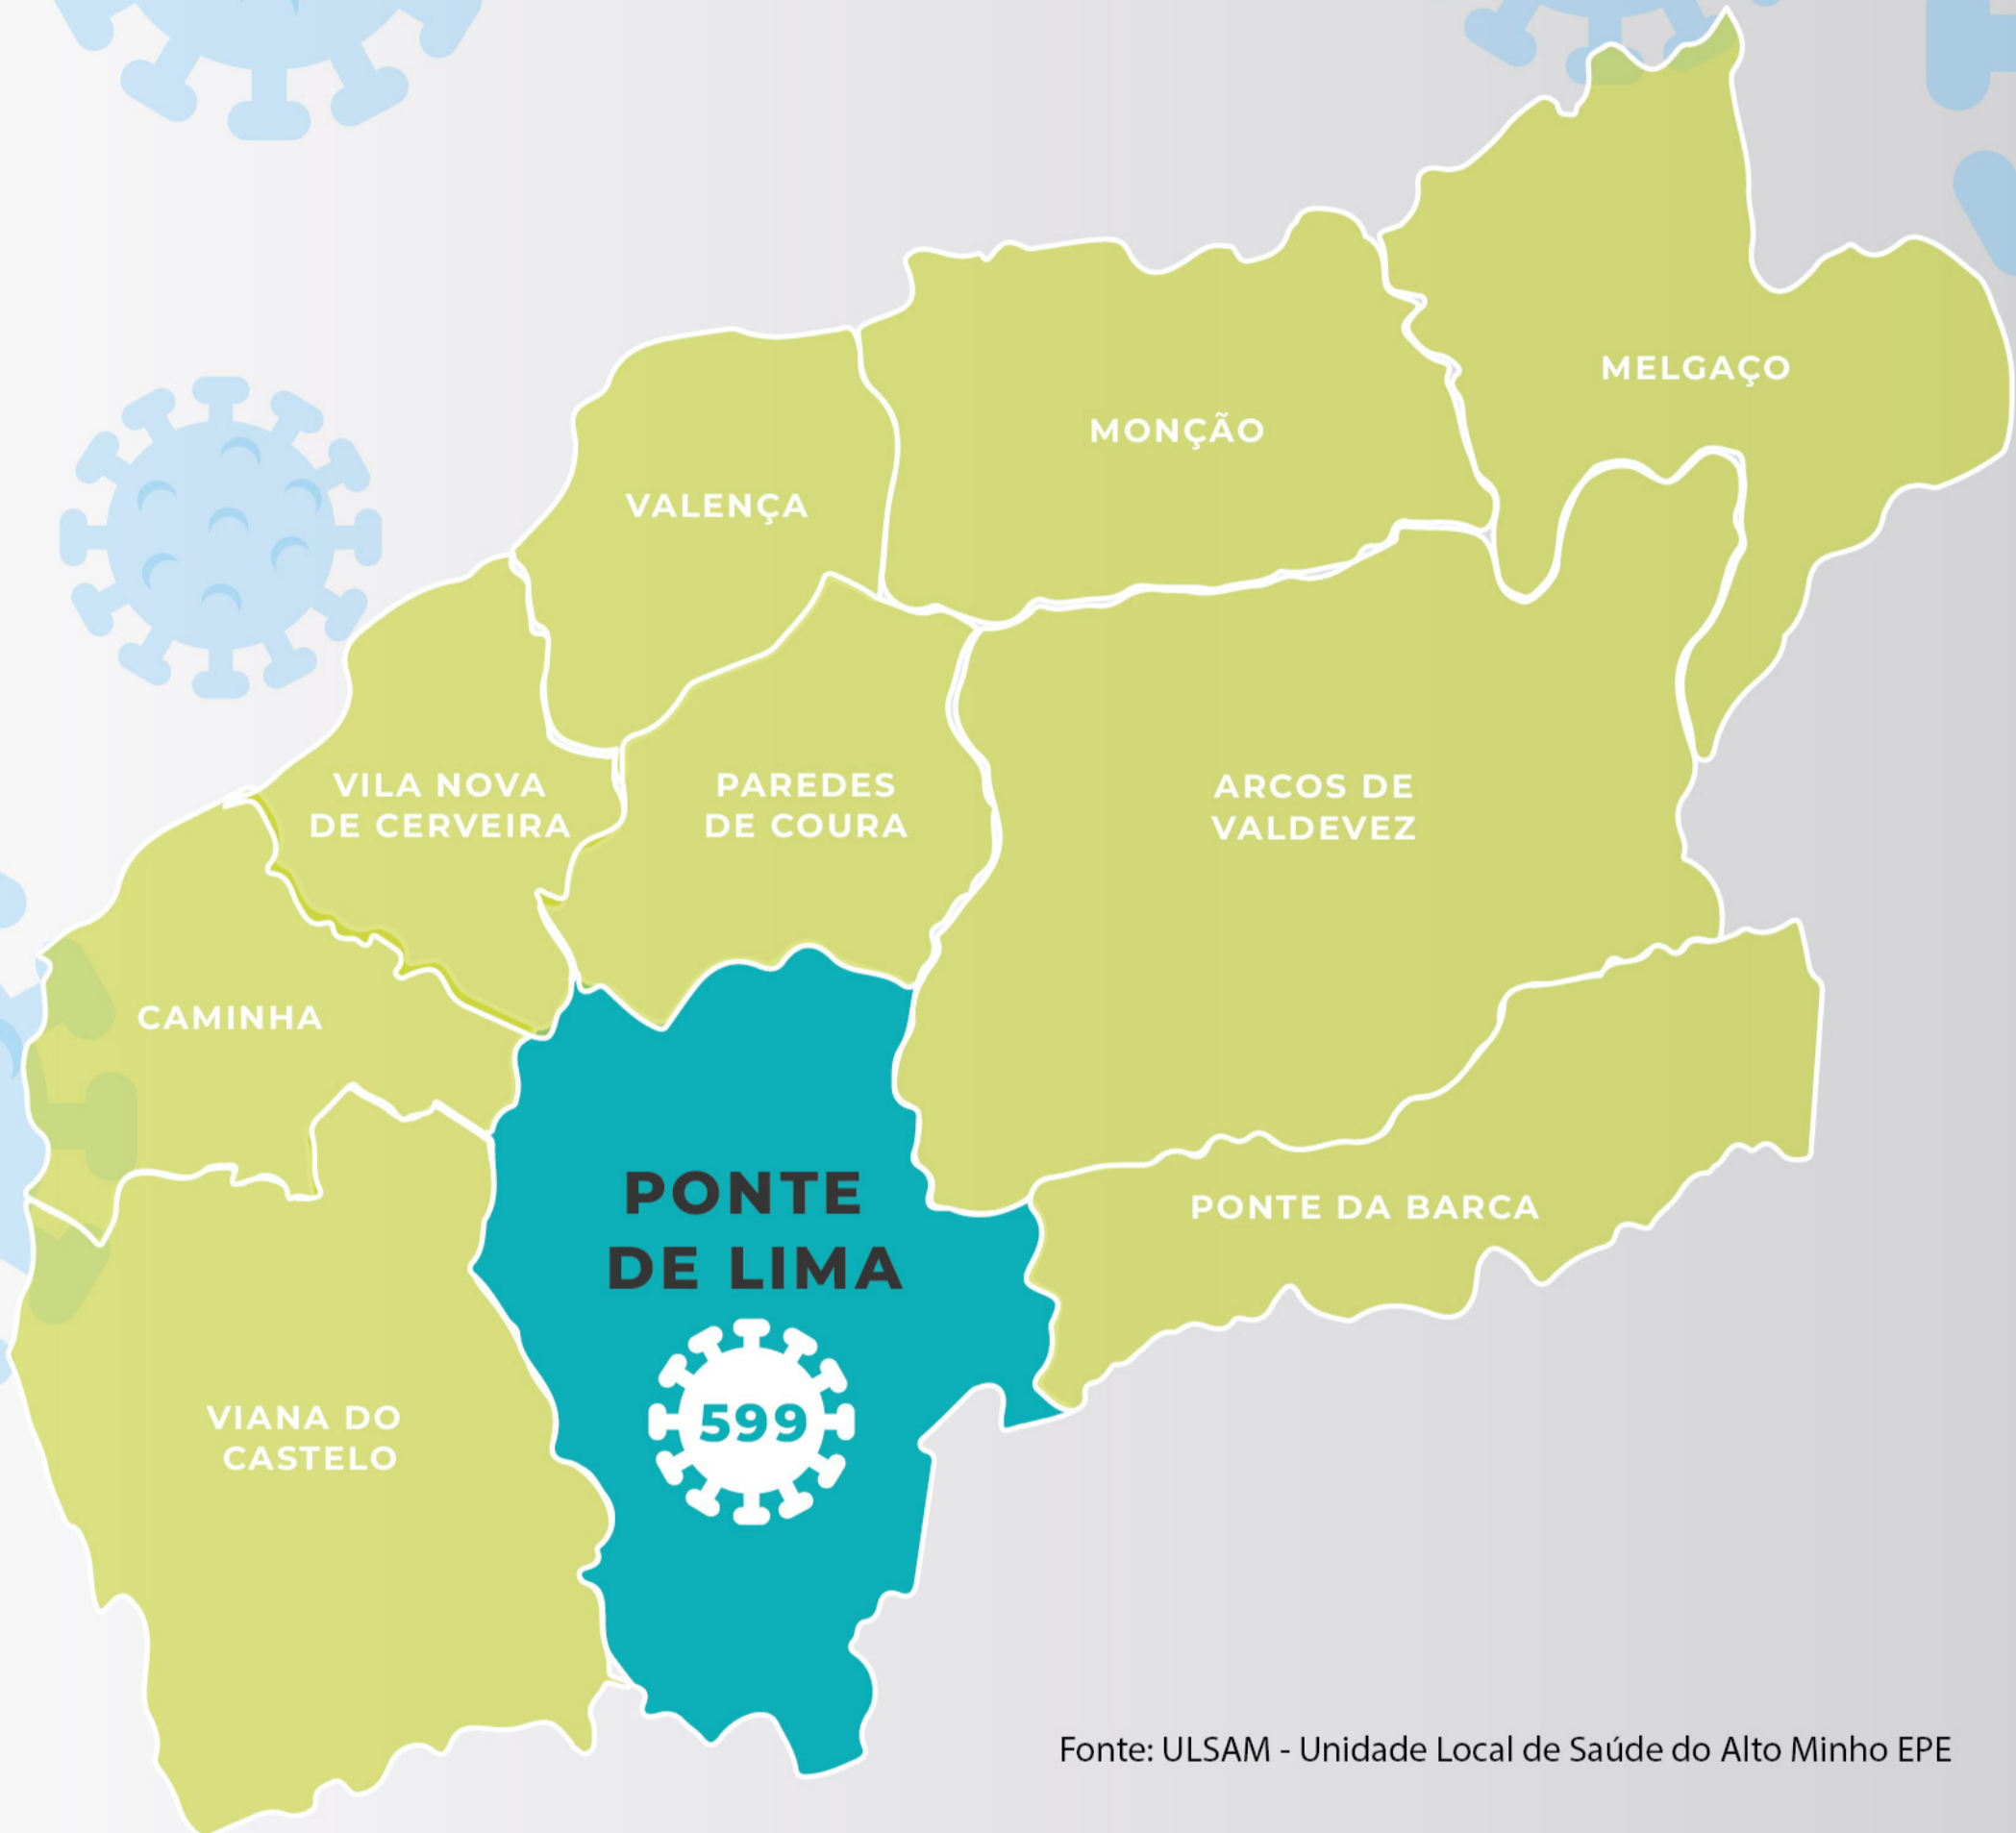 MELGAÇO
MONÇÃO
VALENÇA
VILA NOVA
DE CERVEIRA
PAREDES
DE COURA
ARCOS DE
VALDEVEZ
CAMINHA
PONTE
DE LIMA
599
PONTE DA BARCA
VIANA DO
CASTELO
Fonte: ULSAM - Unidade Local de Saúde do Alto Minho EPE